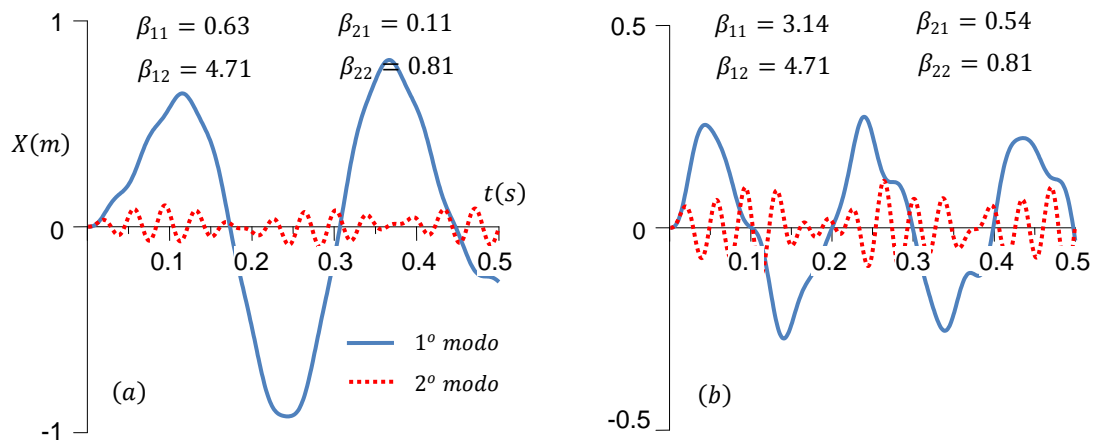 1
β₁₁ = 0.63
β₂₁ = 0.11
β₁₂ = 4.71
β₂₂ = 0.81
X(m)
t(s)
0
0.1
0.2
0.3
0.4
0.5
1º modo
2º modo
(a)
-1
0.5
β₁₁ = 3.14
β₂₁ = 0.54
β₁₂ = 4.71
β₂₂ = 0.81
0
0.1
0.2
0.3
0.4
0.5
(b)
-0.5